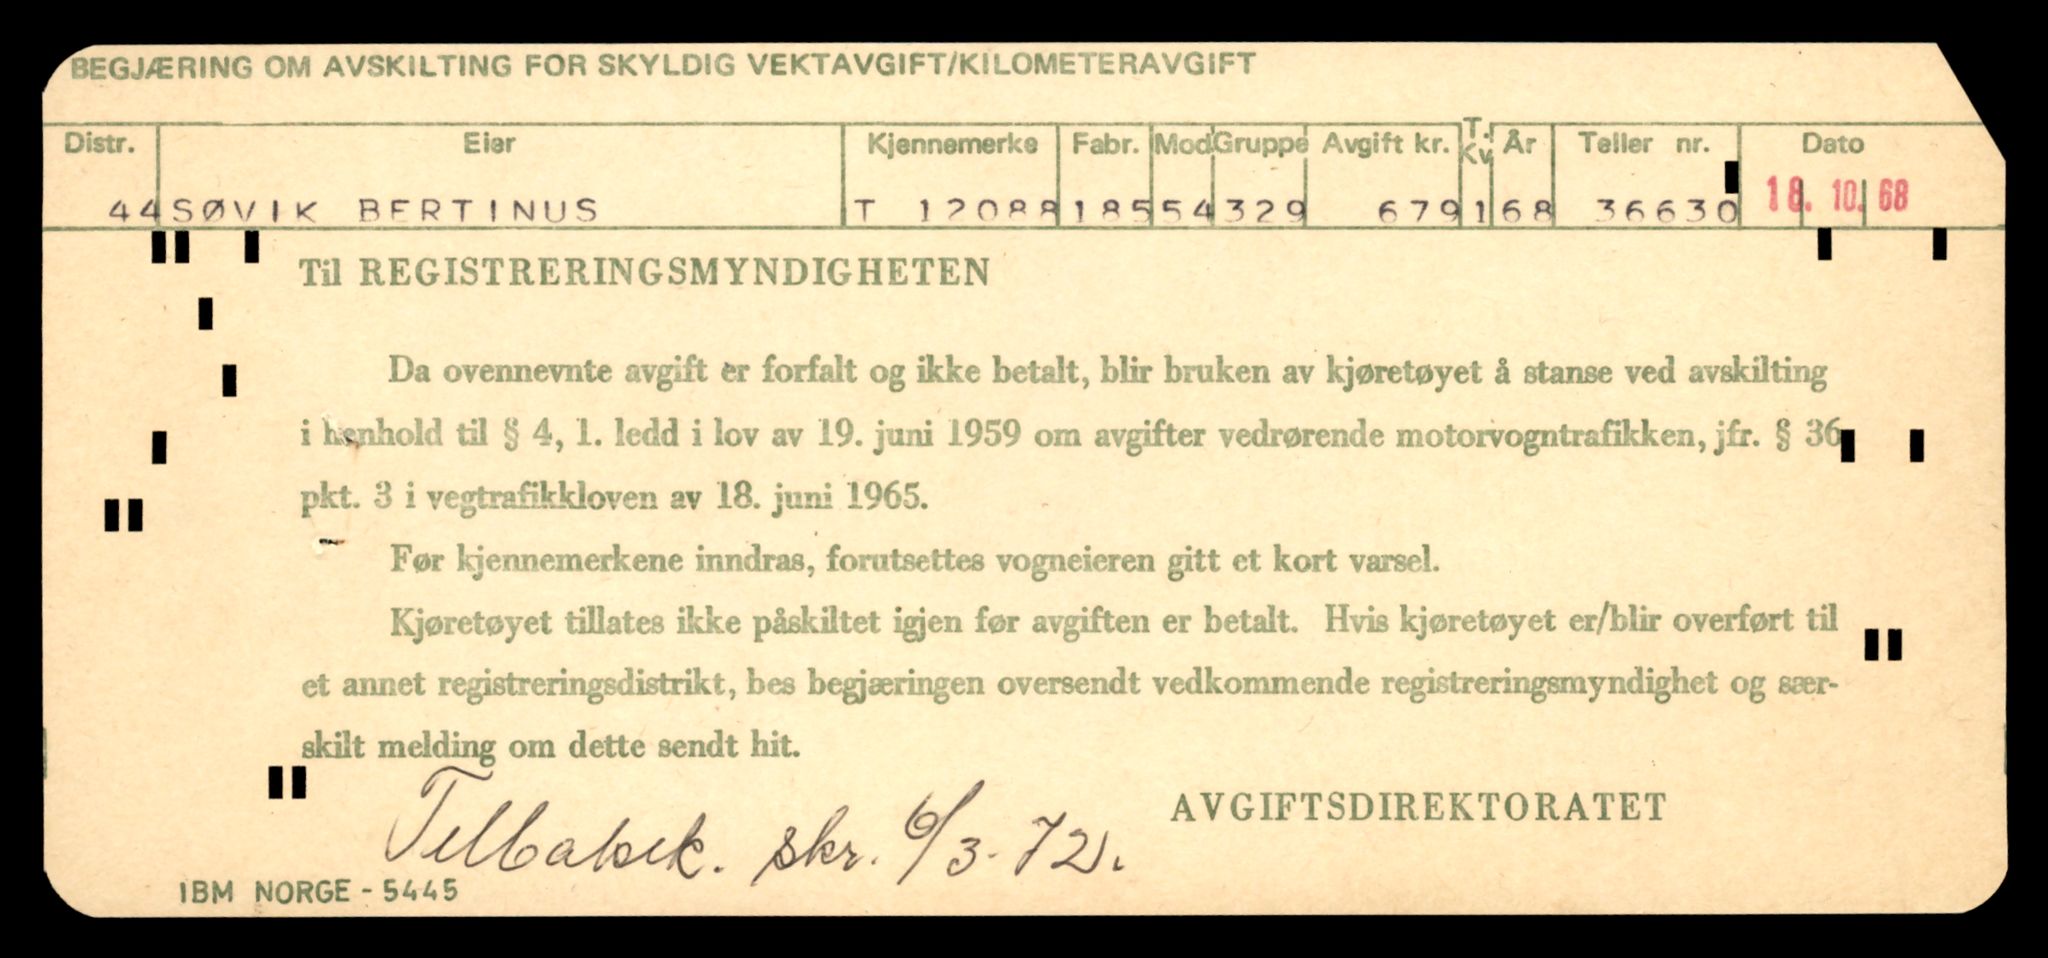 BEGJÆRING OM AVSKILTING FOR SKYLDIG VEKTAVGIFT/KILOMETERAVGIFT
Distr. Eier Kjennemerke Fabr. Mod Gruppe Avgift kr. T. Kv År Teller nr. Dato
44 SØVIK BERTINUS T 12088 185 54 329 679 1 68 36630 18. 10. 68
Til REGISTRERINGSMYNDIGHETEN
Da ovennevnte avgift er forfalt og ikke betalt, blir bruken av kjøretøyet å stanse ved avskilting
i henhold til § 4, 1. ledd i lov av 19. juni 1959 om avgifter vedrørende motorvogntrafikken, jfr. § 36
pkt. 3 i vegtrafikkloven av 18. juni 1965.
Før kjennemerkene inndras, forutsettes vogneieren gitt et kort varsel.
Kjøretøyet tillates ikke påskiltet igjen før avgiften er betalt. Hvis kjøretøyet er/blir overført til
et annet registreringsdistrikt, bes begjæringen oversendt vedkommende registreringsmyndighet og sær-
skilt melding om dette sendt hit.
AVGIFTSDIREKTORATET
skr. 6/3-72.
IBM NORGE - 5445